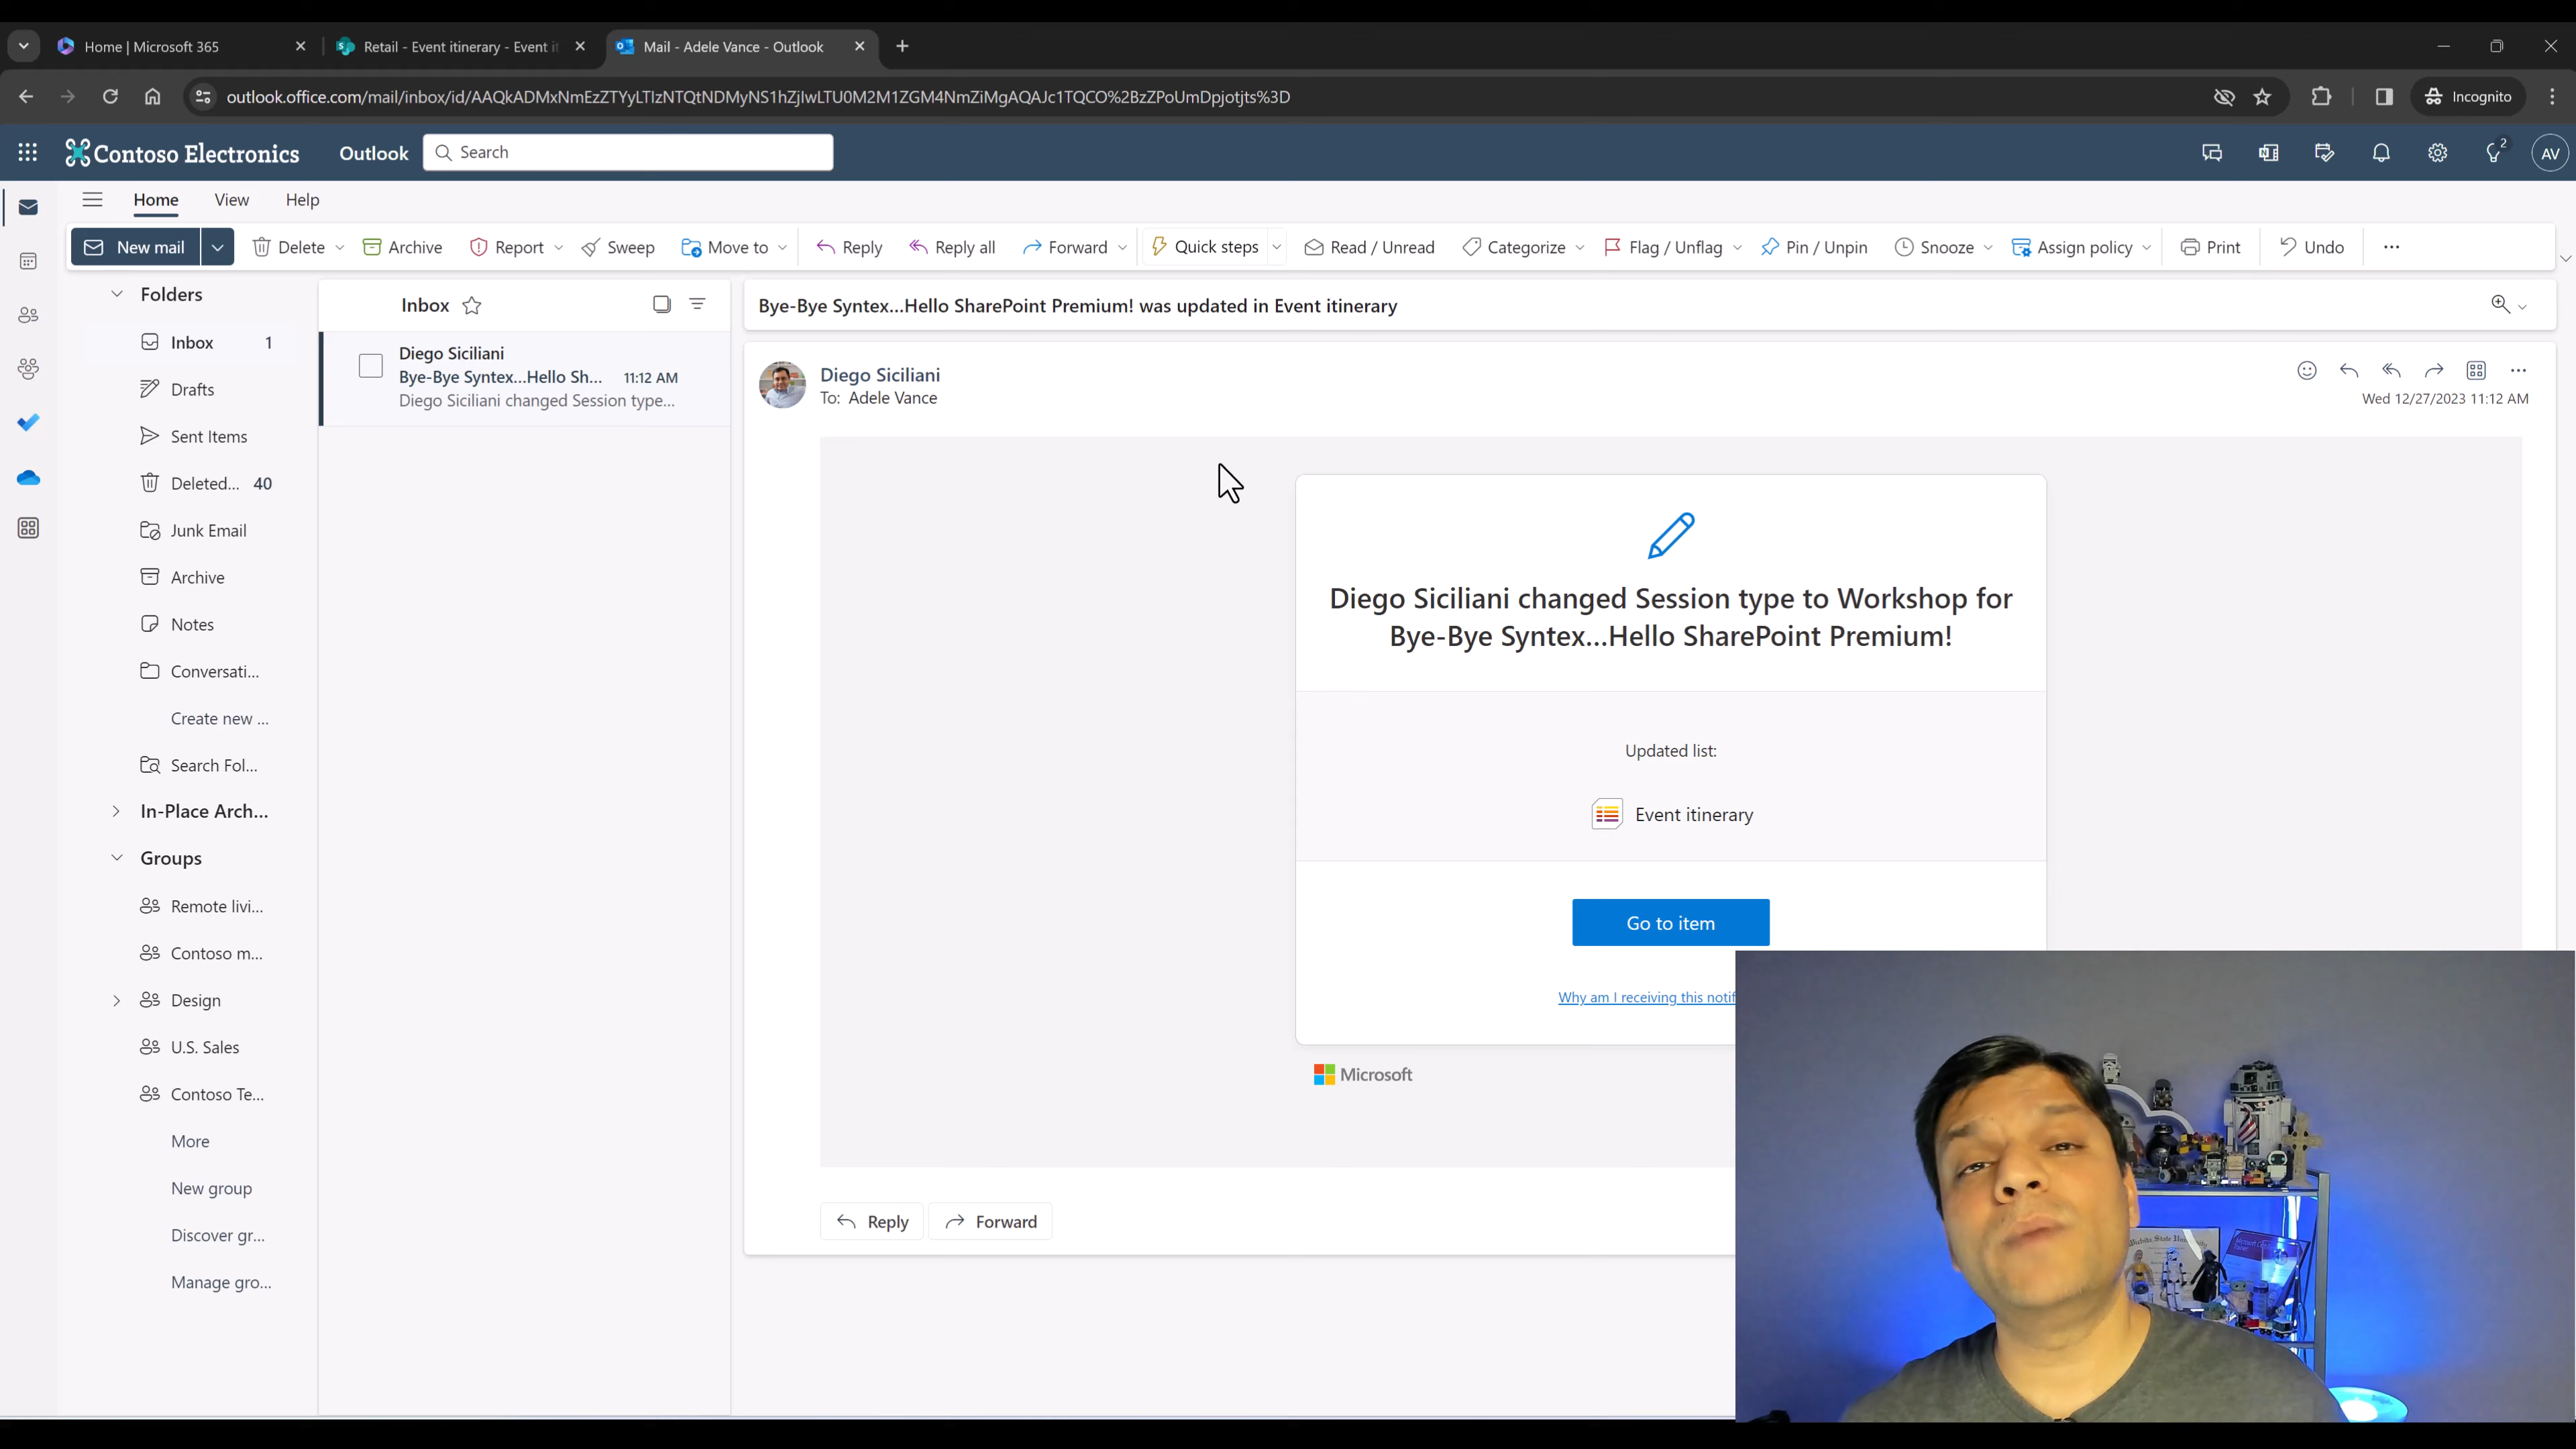 Home | Microsoft 365
Retail - Event itinerary - Event it
Mail - Adele Vance - Outlook
outlook.office.com/mail/inbox/id/AAQkADMxNmEzZTYyLTIzNTQtNDMyNS1hZjIwLTU0M2M1ZGM4NmZiMgAQAJc1TQCO%2BzZPoUmDpjotjts%3D
Incognito
Contoso Electronics
Outlook
Search
2
AV
Home
View
Help
New mail
Delete
Archive
Report
Sweep
Move to
Reply
Reply all
Forward
Quick steps
Read / Unread
Categorize
Flag / Unflag
Pin / Unpin
Snooze
Assign policy
Print
Undo
Folders
Inbox 1
Drafts
Sent Items
Deleted... 40
Junk Email
Archive
Notes
Conversati...
Create new ...
Search Fol...
In-Place Arch...
Groups
Remote livi...
Contoso m...
Design
U.S. Sales
Contoso Te...
More
New group
Discover gr...
Manage gro...
Inbox
Diego Siciliani
Bye-Bye Syntex...Hello Sh... 11:12 AM
Diego Siciliani changed Session type...
Bye-Bye Syntex...Hello SharePoint Premium! was updated in Event itinerary
Diego Siciliani
To: Adele Vance
Wed 12/27/2023 11:12 AM
Diego Siciliani changed Session type to Workshop for
Bye-Bye Syntex...Hello SharePoint Premium!
Updated list:
Event itinerary
Go to item
Why am I receiving this notif
Microsoft
Reply
Forward
Wichita State University